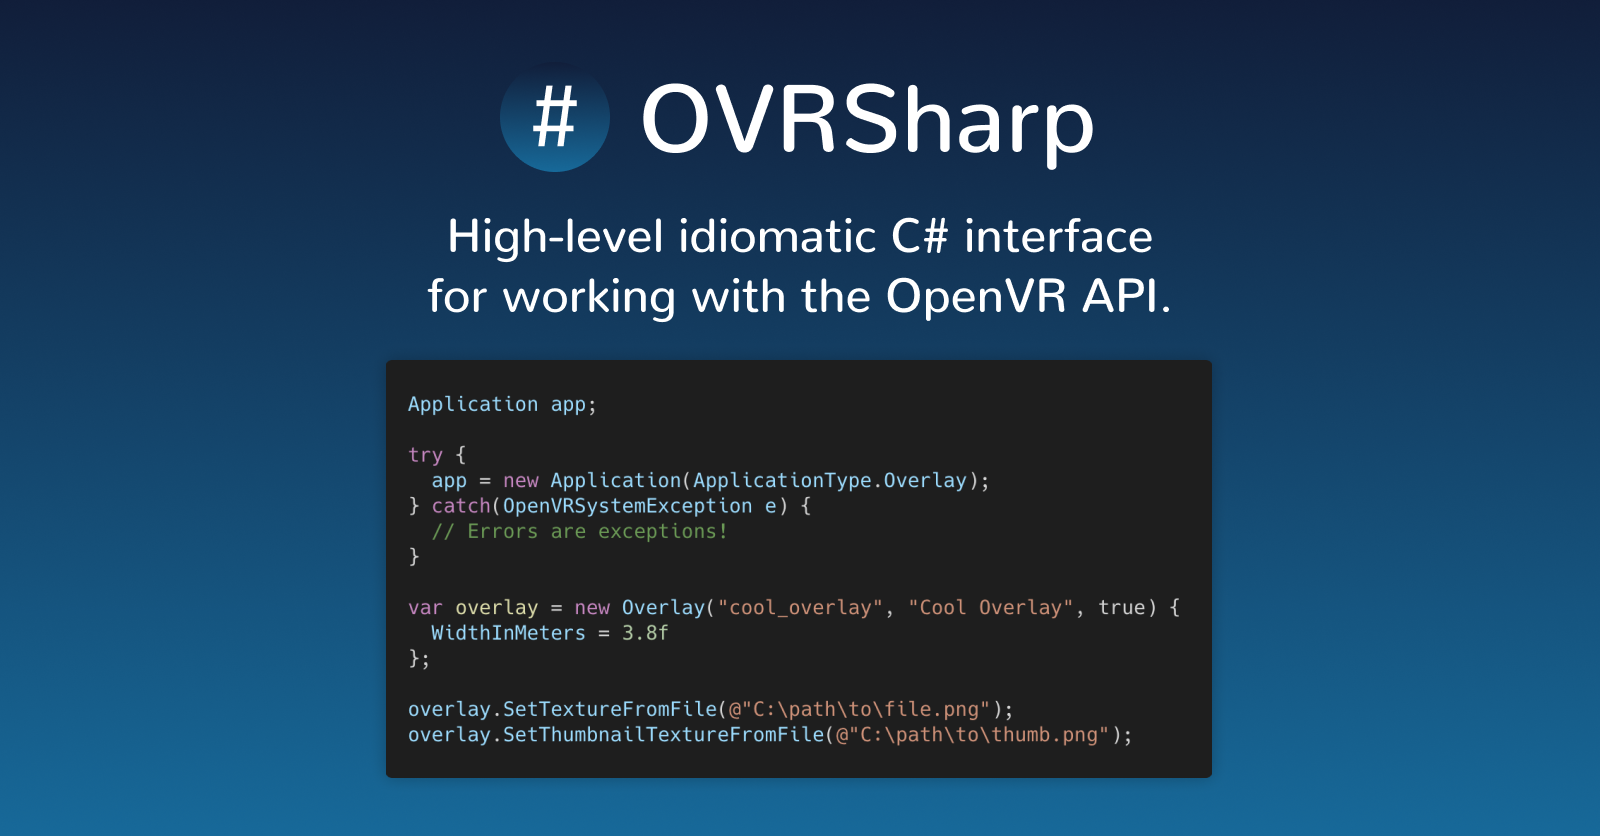 # OVRSharp
High-level idiomatic C# interface
for working with the OpenVR API.
Application app;
try {
  app = new Application(ApplicationType.Overlay);
} catch(OpenVRSystemException e) {
  // Errors are exceptions!
}
var overlay = new Overlay("cool_overlay", "Cool Overlay", true) {
  WidthInMeters = 3.8f
};
overlay.SetTextureFromFile(@"C:\path\to\file.png");
overlay.SetThumbnailTextureFromFile(@"C:\path\to\thumb.png");